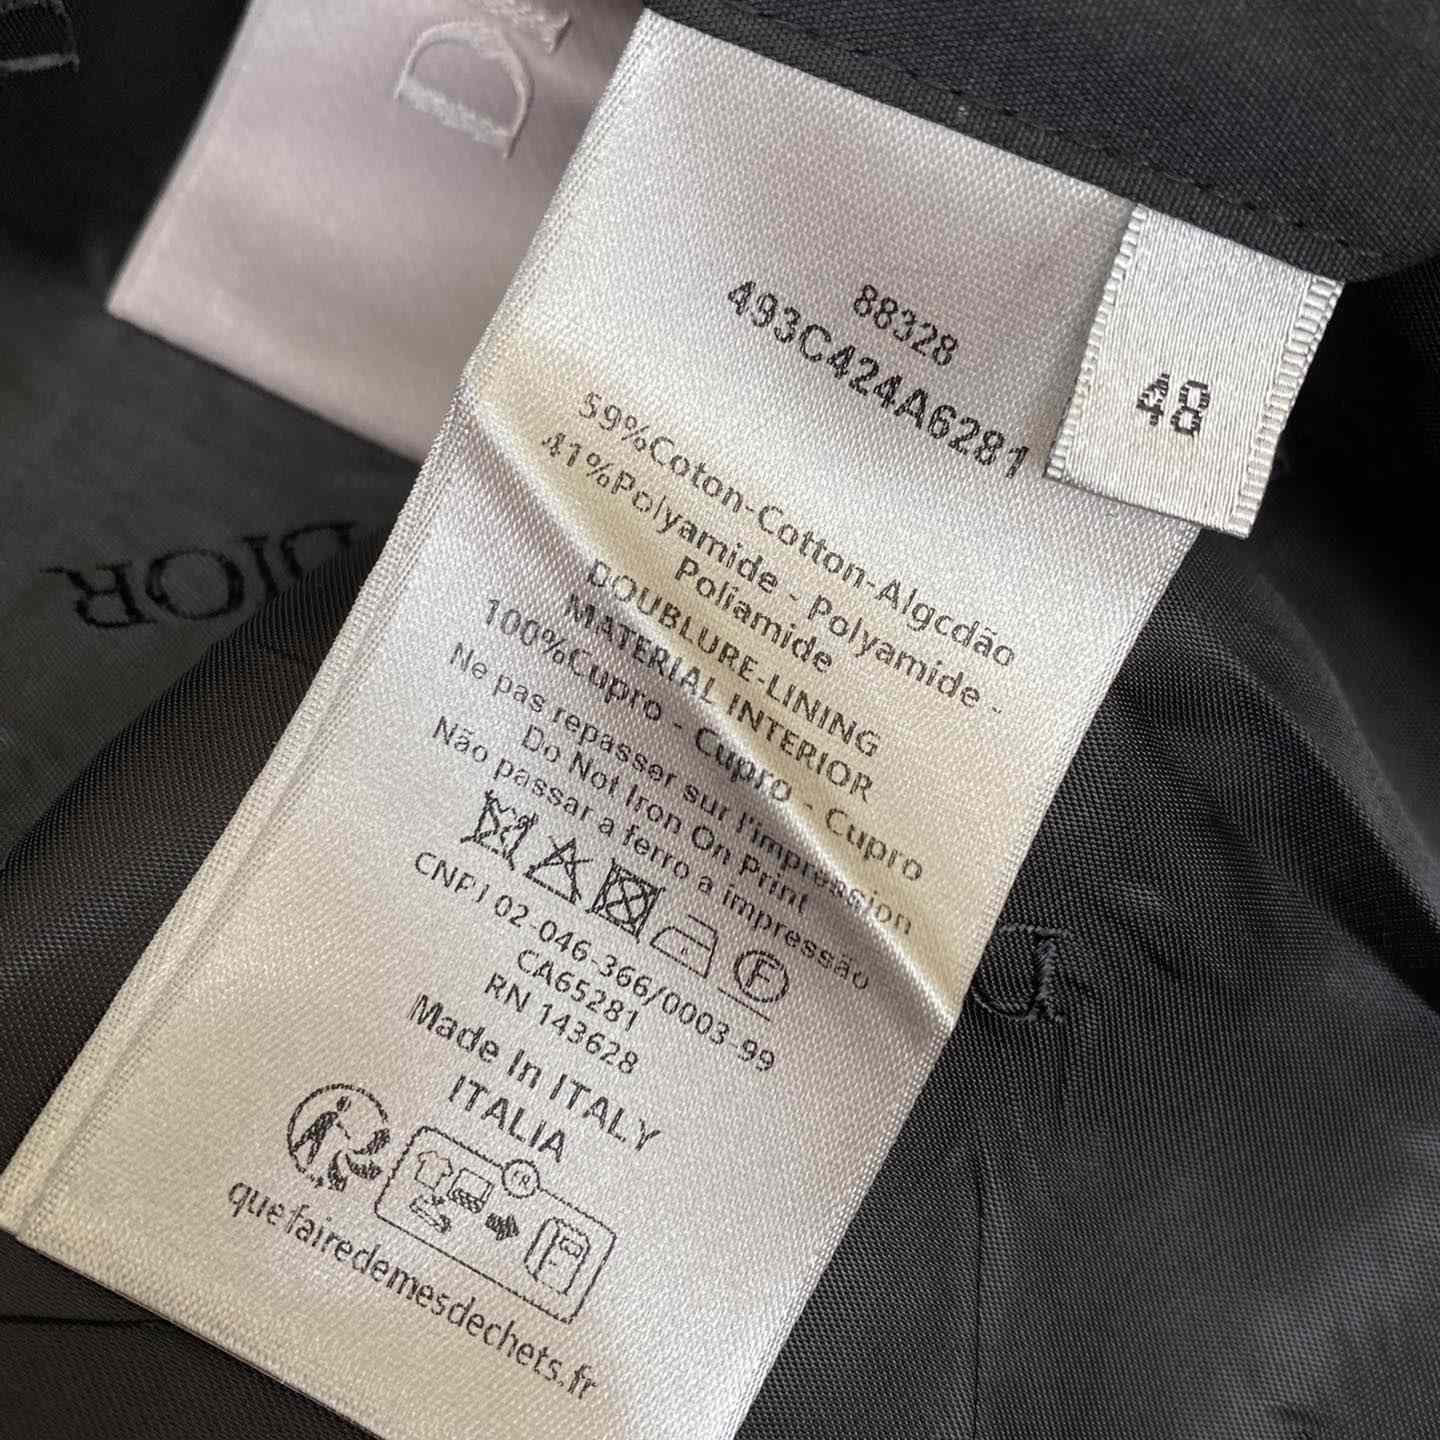 DIOR
88328
493C424A6281
48
59%Coton-Cotton-Algodão
41%Polyamide - Polyamide -
Poliamide
DOUBLURE-LINING
MATERIAL INTERIOR
100%Cupro - Cupro - Cupro
Ne pas repasser sur l'impression
Do Not Iron On Print
Não passar a ferro a impressão
F
CNPJ 02-046-366/0003-99
CA65281
RN 143628
Made In ITALY
ITALIA
FR
quefairedemesdechets.fr